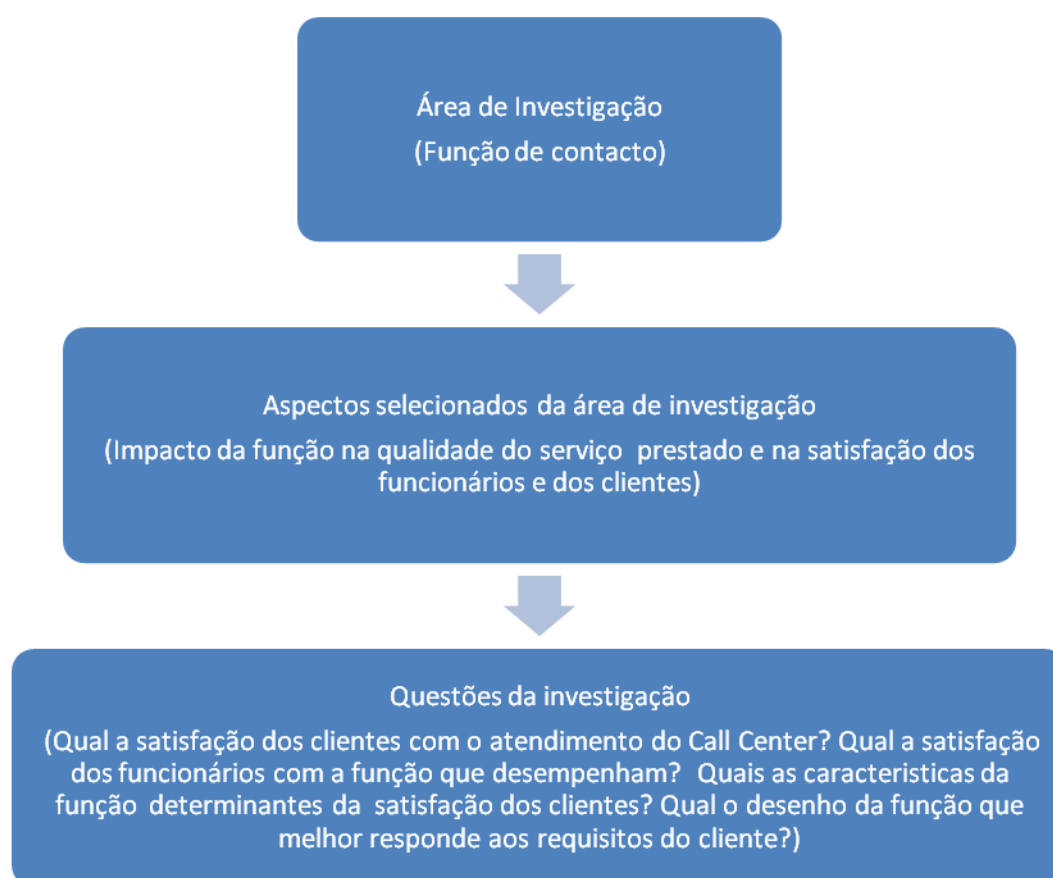 Área de Investigação
(Função de contacto)
Aspectos selecionados da área de investigação
(Impacto da função na qualidade do serviço  prestado e na satisfação dos
funcionários e dos clientes)
Questões da investigação
(Qual a satisfação dos clientes com o atendimento do Call Center? Qual a satisfação
dos funcionários com a função que desempenham?  Quais as caracteristicas da
função determinantes da  satisfação dos clientes? Qual o desenho da função que
melhor responde aos requisitos do cliente?)